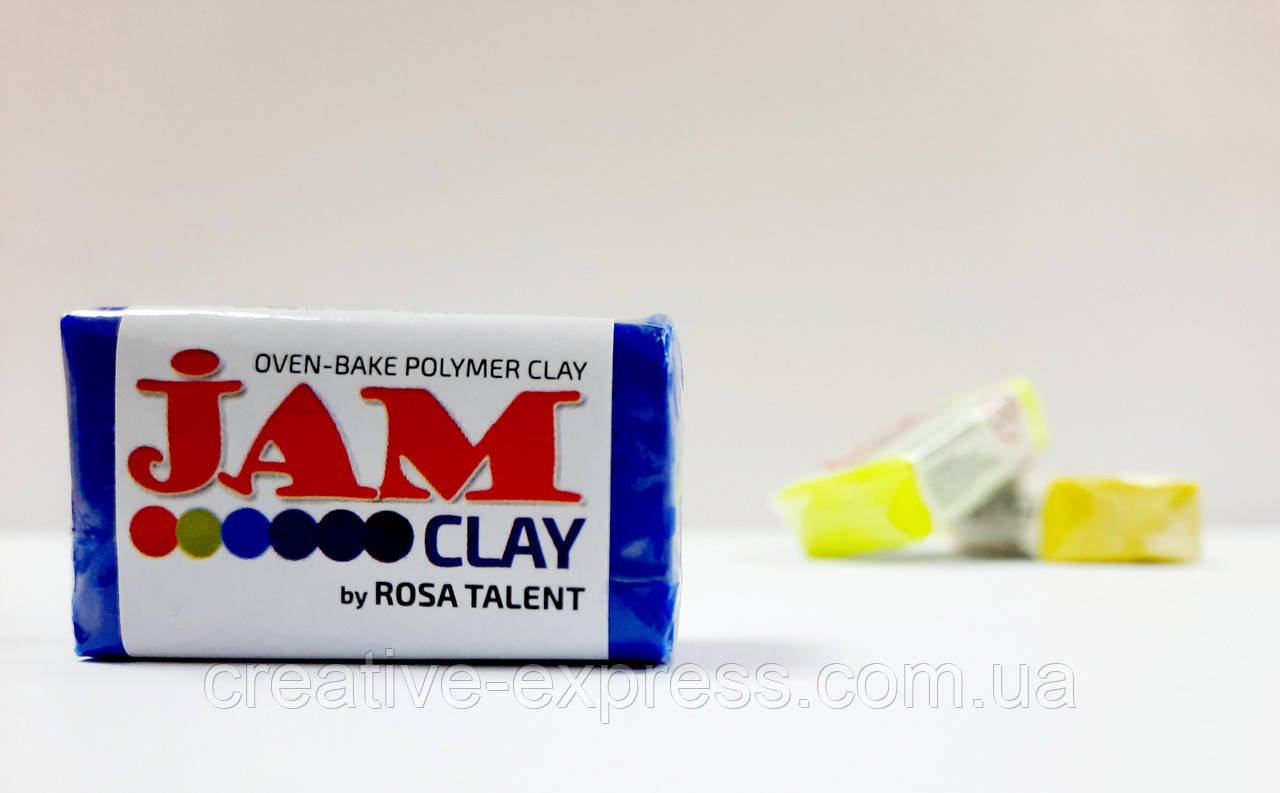 OVEN-BAKE POLYMER CLAY
JAM
CLAY
by ROSA TALENT
creative-express.com.ua